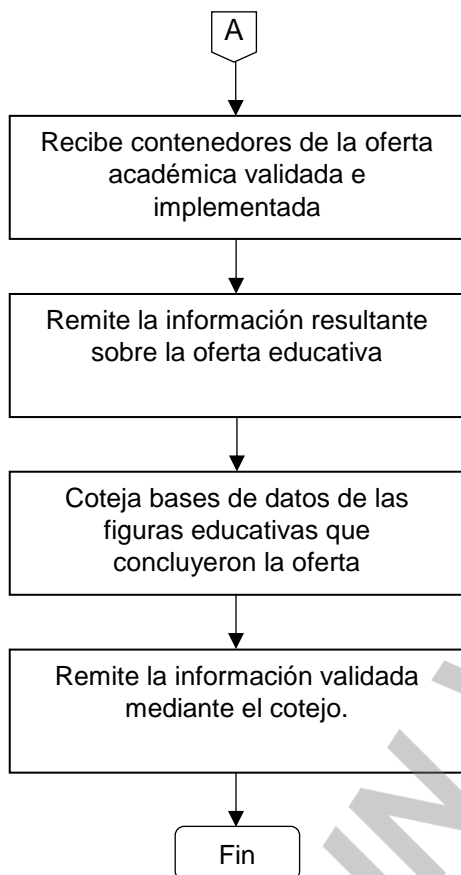 A
Recibe contenedores de la oferta
académica validada e
implementada
Remite la información resultante
sobre la oferta educativa
Coteja bases de datos de las
figuras educativas que
concluyeron la oferta
Remite la información validada
mediante el cotejo.
Fin